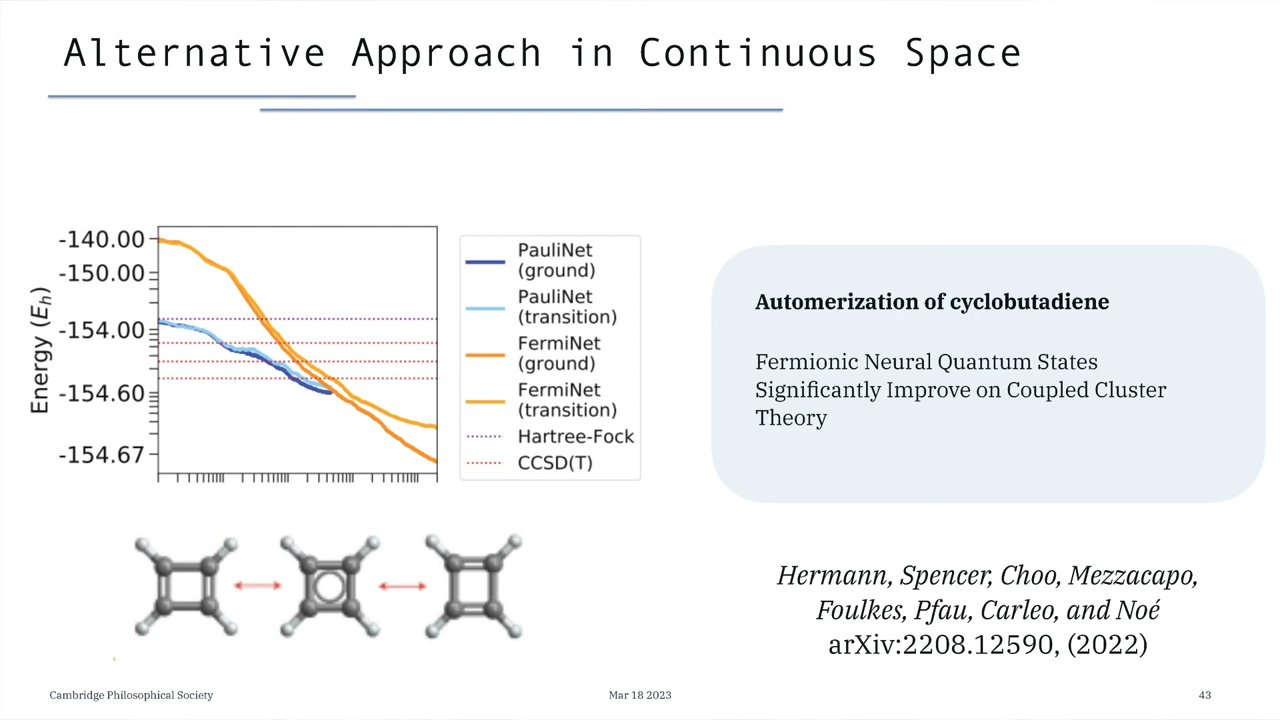 Alternative Approach in Continuous Space
-140.00
-150.00
-154.00
-154.60
-154.67
Energy (Eₕ)
PauliNet
(ground)
PauliNet
(transition)
FermiNet
(ground)
FermiNet
(transition)
Hartree-Fock
CCSD(T)
Automerization of cyclobutadiene
Fermionic Neural Quantum States
Significantly Improve on Coupled Cluster
Theory
Hermann, Spencer, Choo, Mezzacapo,
Foulkes, Pfau, Carleo, and Noé
arXiv:2208.12590, (2022)
Cambridge Philosophical Society
Mar 18 2023
43